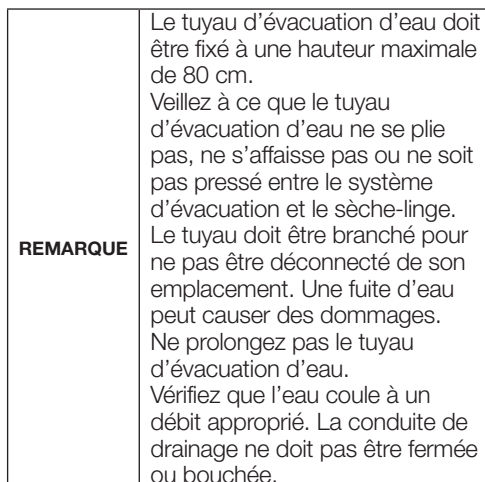 Le tuyau d’évacuation d’eau doit
être fixé à une hauteur maximale
de 80 cm.
Veillez à ce que le tuyau
d’évacuation d’eau ne se plie
pas, ne s’affaisse pas ou ne soit
pas pressé entre le système
d’évacuation et le sèche-linge.
REMARQUE
Le tuyau doit être branché pour
ne pas être déconnecté de son
emplacement. Une fuite d’eau
peut causer des dommages.
Ne prolongez pas le tuyau
d’évacuation d’eau.
Vérifiez que l’eau coule à un
débit approprié. La conduite de
drainage ne doit pas être fermée
ou bouchée.